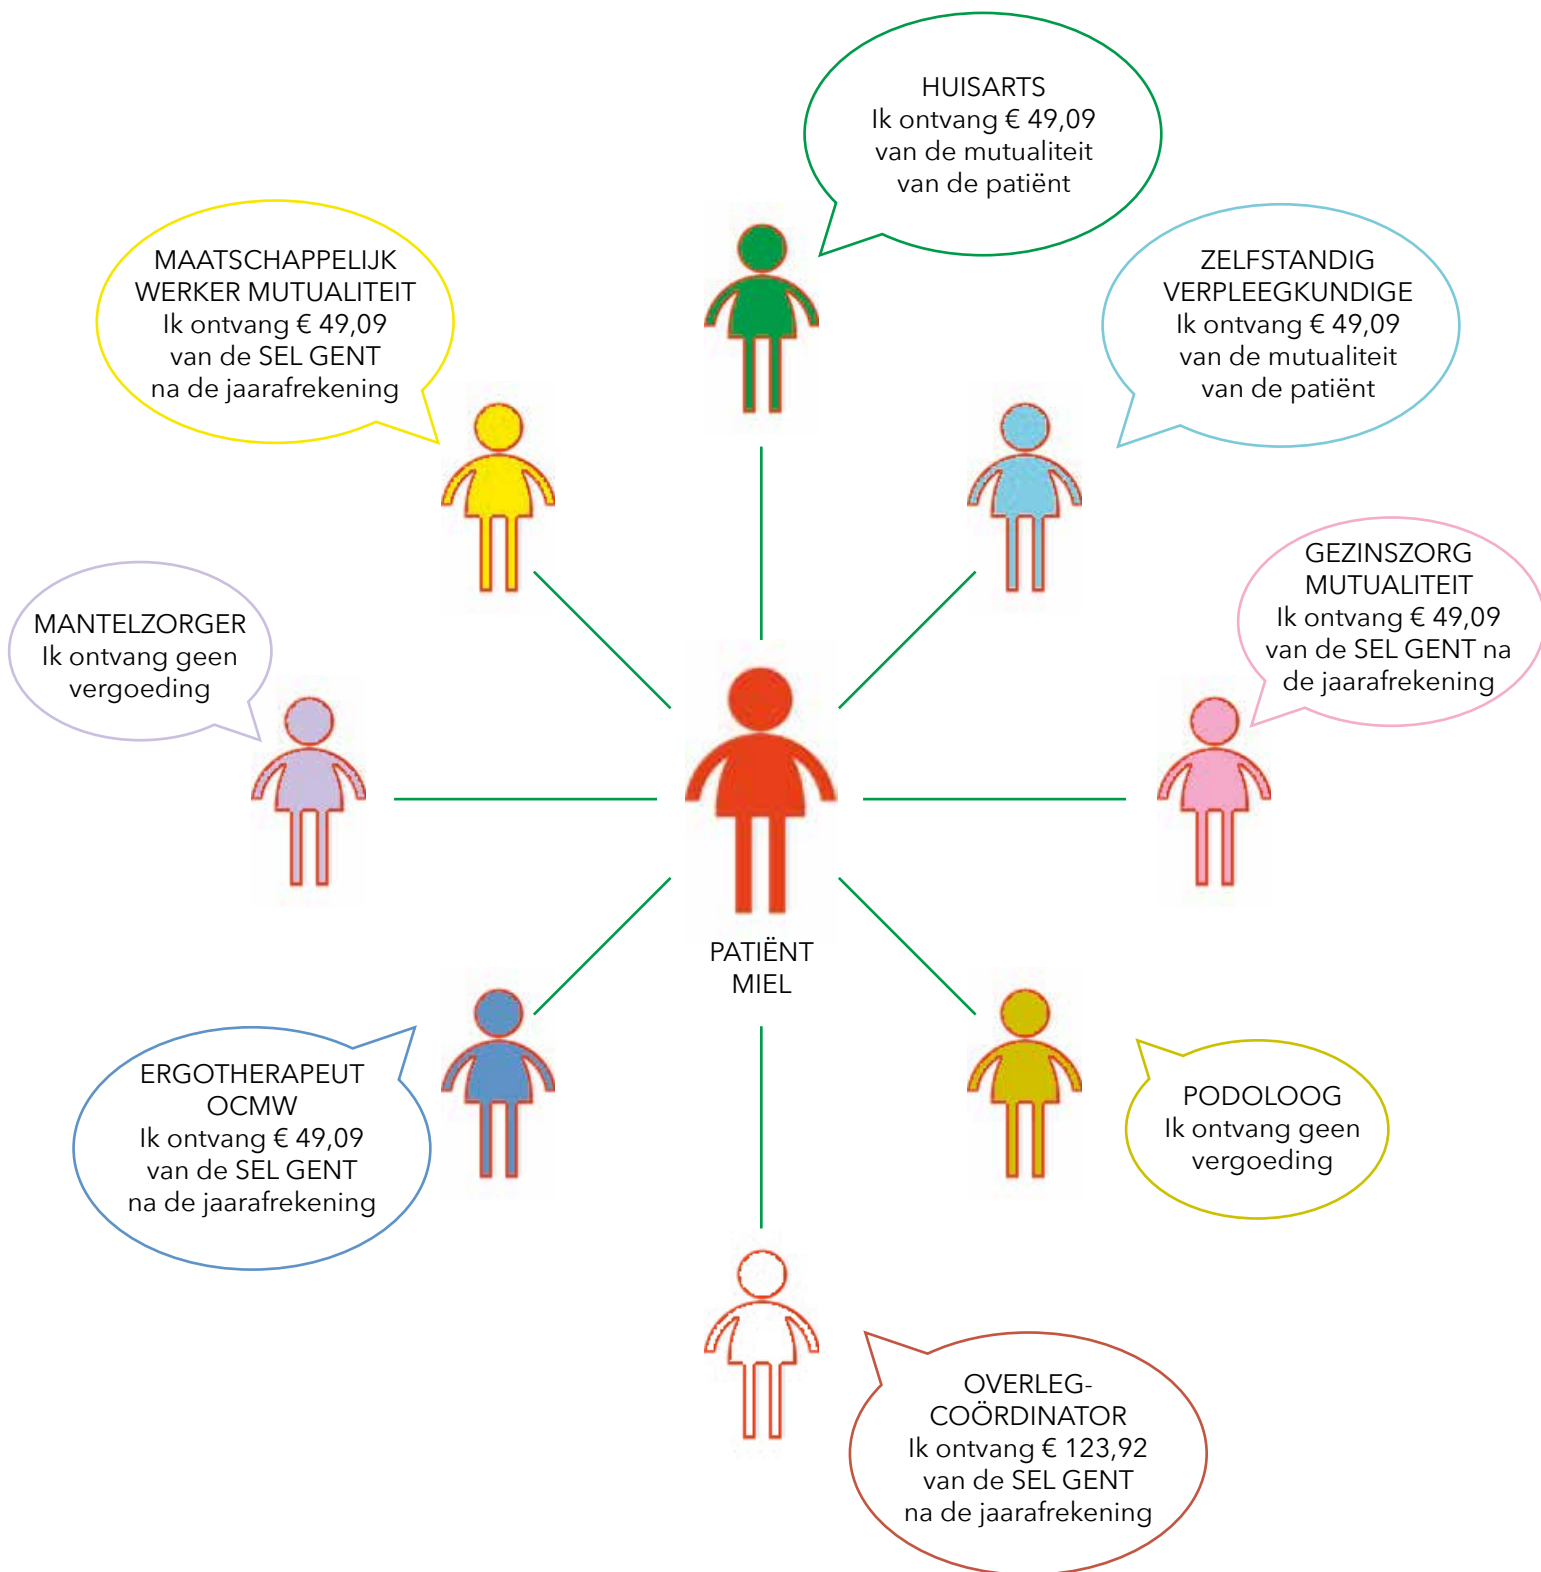 HUISARTS
Ik ontvang € 49,09
van de mutualiteit
van de patiënt
MAATSCHAPPELIJK
WERKER MUTUALITEIT
Ik ontvang € 49,09
van de SEL GENT
na de jaarafrekening
ZELFSTANDIG
VERPLEEGKUNDIGE
Ik ontvang € 49,09
van de mutualiteit
van de patiënt
GEZINSZORG
MUTUALITEIT
Ik ontvang € 49,09
van de SEL GENT na
de jaarafrekening
MANTELZORGER
Ik ontvang geen
vergoeding
PATIËNT
MIEL
ERGOTHERAPEUT
OCMW
Ik ontvang € 49,09
van de SEL GENT
na de jaarafrekening
PODOLOOG
Ik ontvang geen
vergoeding
OVERLEG-
COÖRDINATOR
Ik ontvang € 123,92
van de SEL GENT
na de jaarafrekening